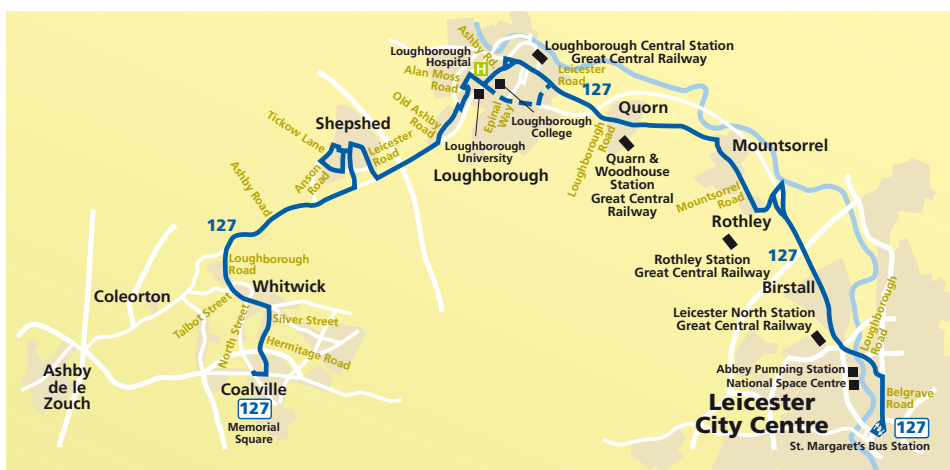 Loughborough
Hospital
H
Ashby Rd.
Loughborough Central Station
Great Central Railway
Alan Moss
Road
Leicester
Road
127
Old Ashby
Road
Epinal
Way
Loughborough
College
Loughborough
University
Loughborough
Quorn
Loughborough
Road
Quarn &
Woodhouse
Station
Great Central
Railway
Mountsorrel
Mountsorrel
Road
Rothley
Rothley Station
Great Central Railway
127
Birstall
Shepshed
Tickow Lane
Leicester
Road
Anson
Road
Ashby Road
127
Loughborough
Road
Whitwick
Coleorton
Talbot Street
North Street
Silver Street
Hermitage Road
Ashby
de le
Zouch
Coalville
127
Memorial
Square
Leicester North Station
Great Central Railway
Loughborough
Road
Abbey Pumping Station
National Space Centre
Belgrave
Road
Leicester
City Centre
127
St. Margaret's Bus Station